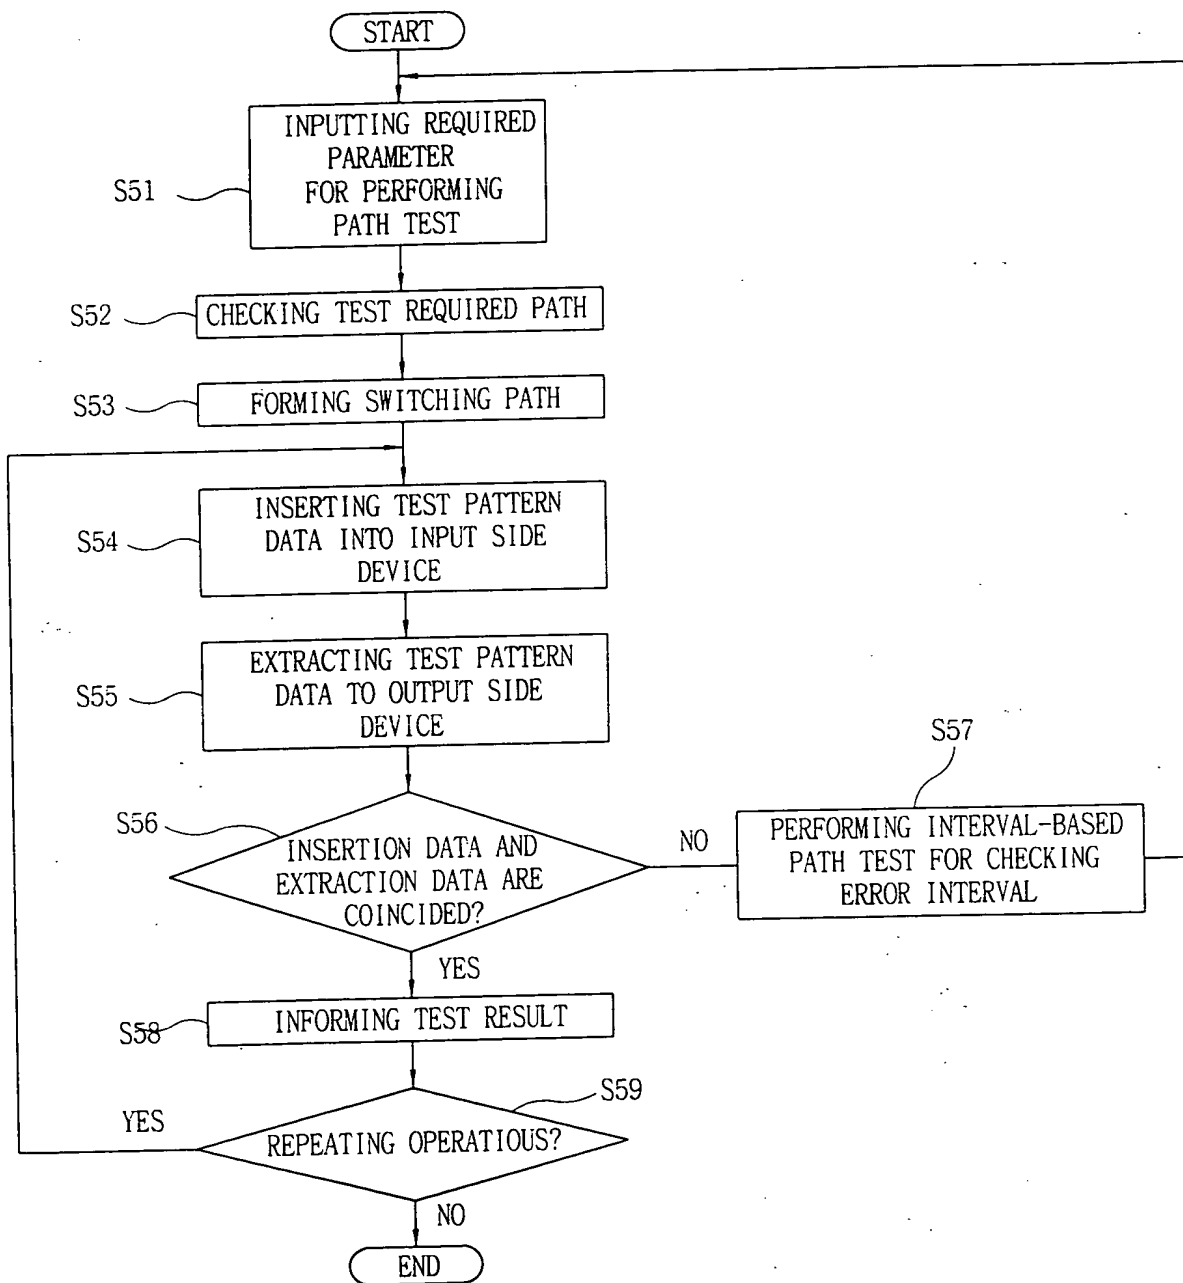 START
INPUTTING REQUIRED
PARAMETER
FOR PERFORMING
PATH TEST
S51
S52
CHECKING TEST REQUIRED PATH
S53
FORMING SWITCHING PATH
INSERTING TEST PATTERN
DATA INTO INPUT SIDE
DEVICE
S54
EXTRACTING TEST PATTERN
DATA TO OUTPUT SIDE
DEVICE
S55
S56
INSERTION DATA AND
EXTRACTION DATA ARE
COINCIDED?
NO
S57
PERFORMING INTERVAL-BASED
PATH TEST FOR CHECKING
ERROR INTERVAL
YES
S58
INFORMING TEST RESULT
S59
YES
REPEATING OPERATIOUS?
NO
END